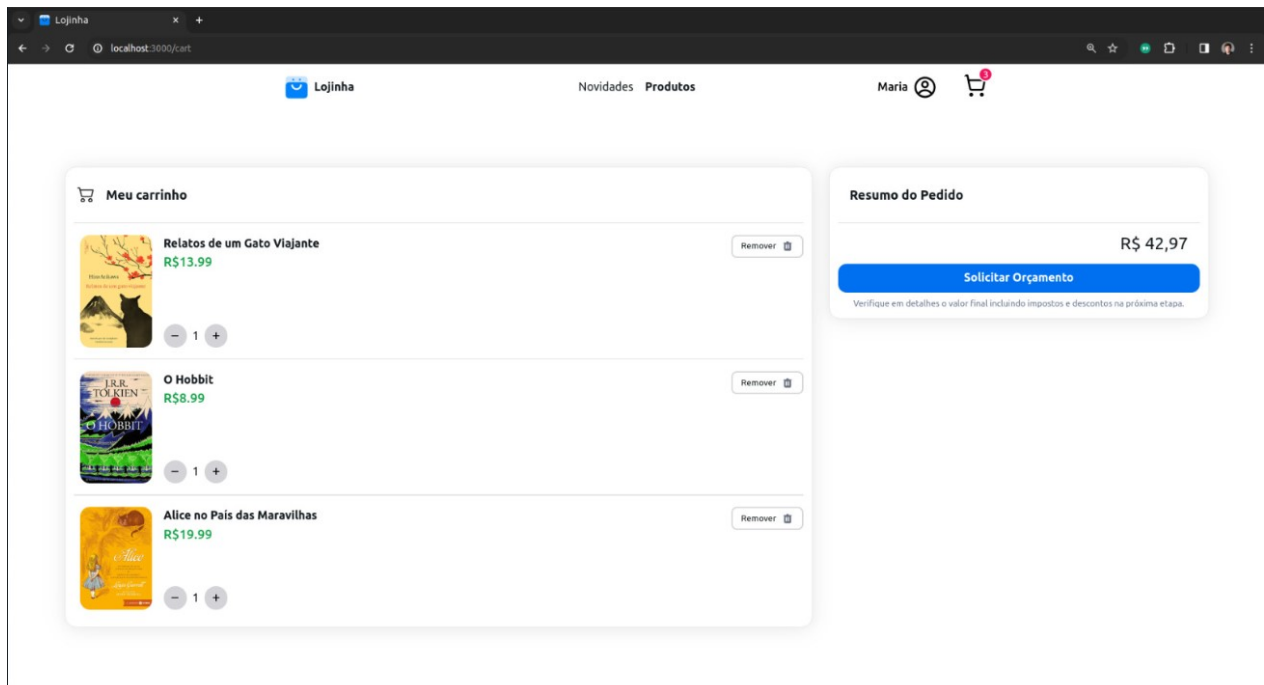 Lojinha
localhost:3000/cart
Lojinha
Novidades Produtos
Maria
3
Meu carrinho
Relatos de um Gato Viajante
R$13.99
Remover
1
O Hobbit
R$8.99
Remover
J.R.R.
TOLKIEN
O HOBBIT
1
Alice no País das Maravilhas
R$19.99
Remover
Alice
1
Resumo do Pedido
R$ 42,97
Solicitar Orçamento
Verifique em detalhes o valor final incluindo impostos e descontos na próxima etapa.